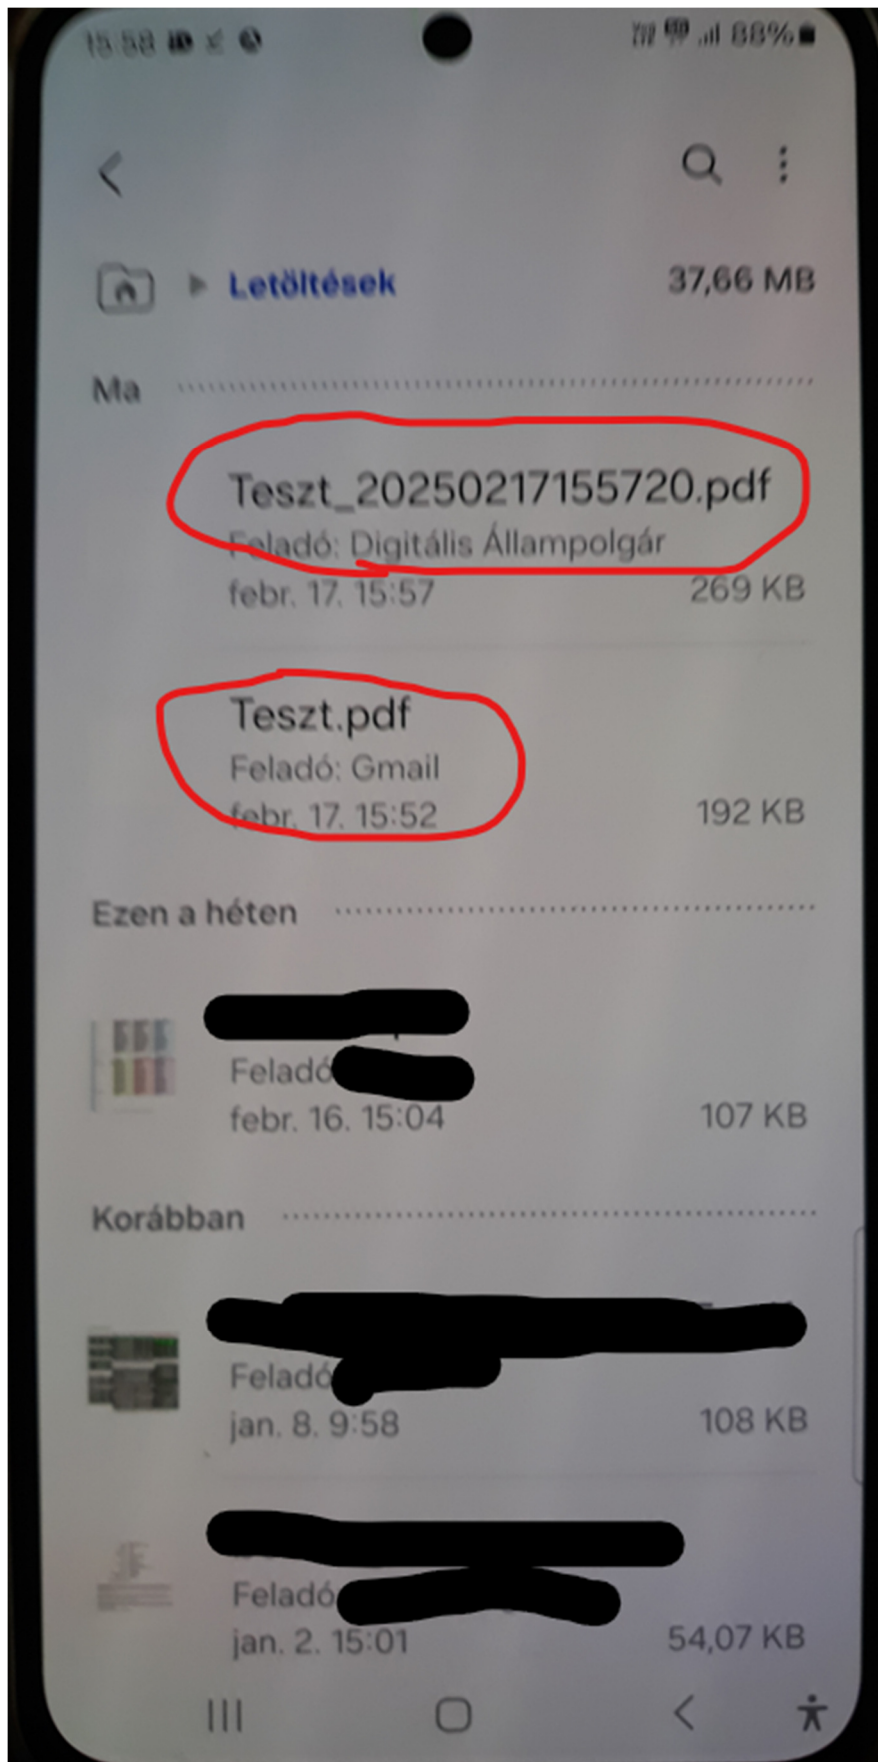 15:58
88%
Letöltések 37,66 MB
Ma
Teszt_20250217155720.pdf
Feladó: Digitális Állampolgár
febr. 17. 15:57 269 KB
Teszt.pdf
Feladó: Gmail
febr. 17. 15:52 192 KB
Ezen a héten
Feladó
febr. 16. 15:04 107 KB
Korábban
Feladó
jan. 8. 9:58 108 KB
Feladó
jan. 2. 15:01 54,07 KB